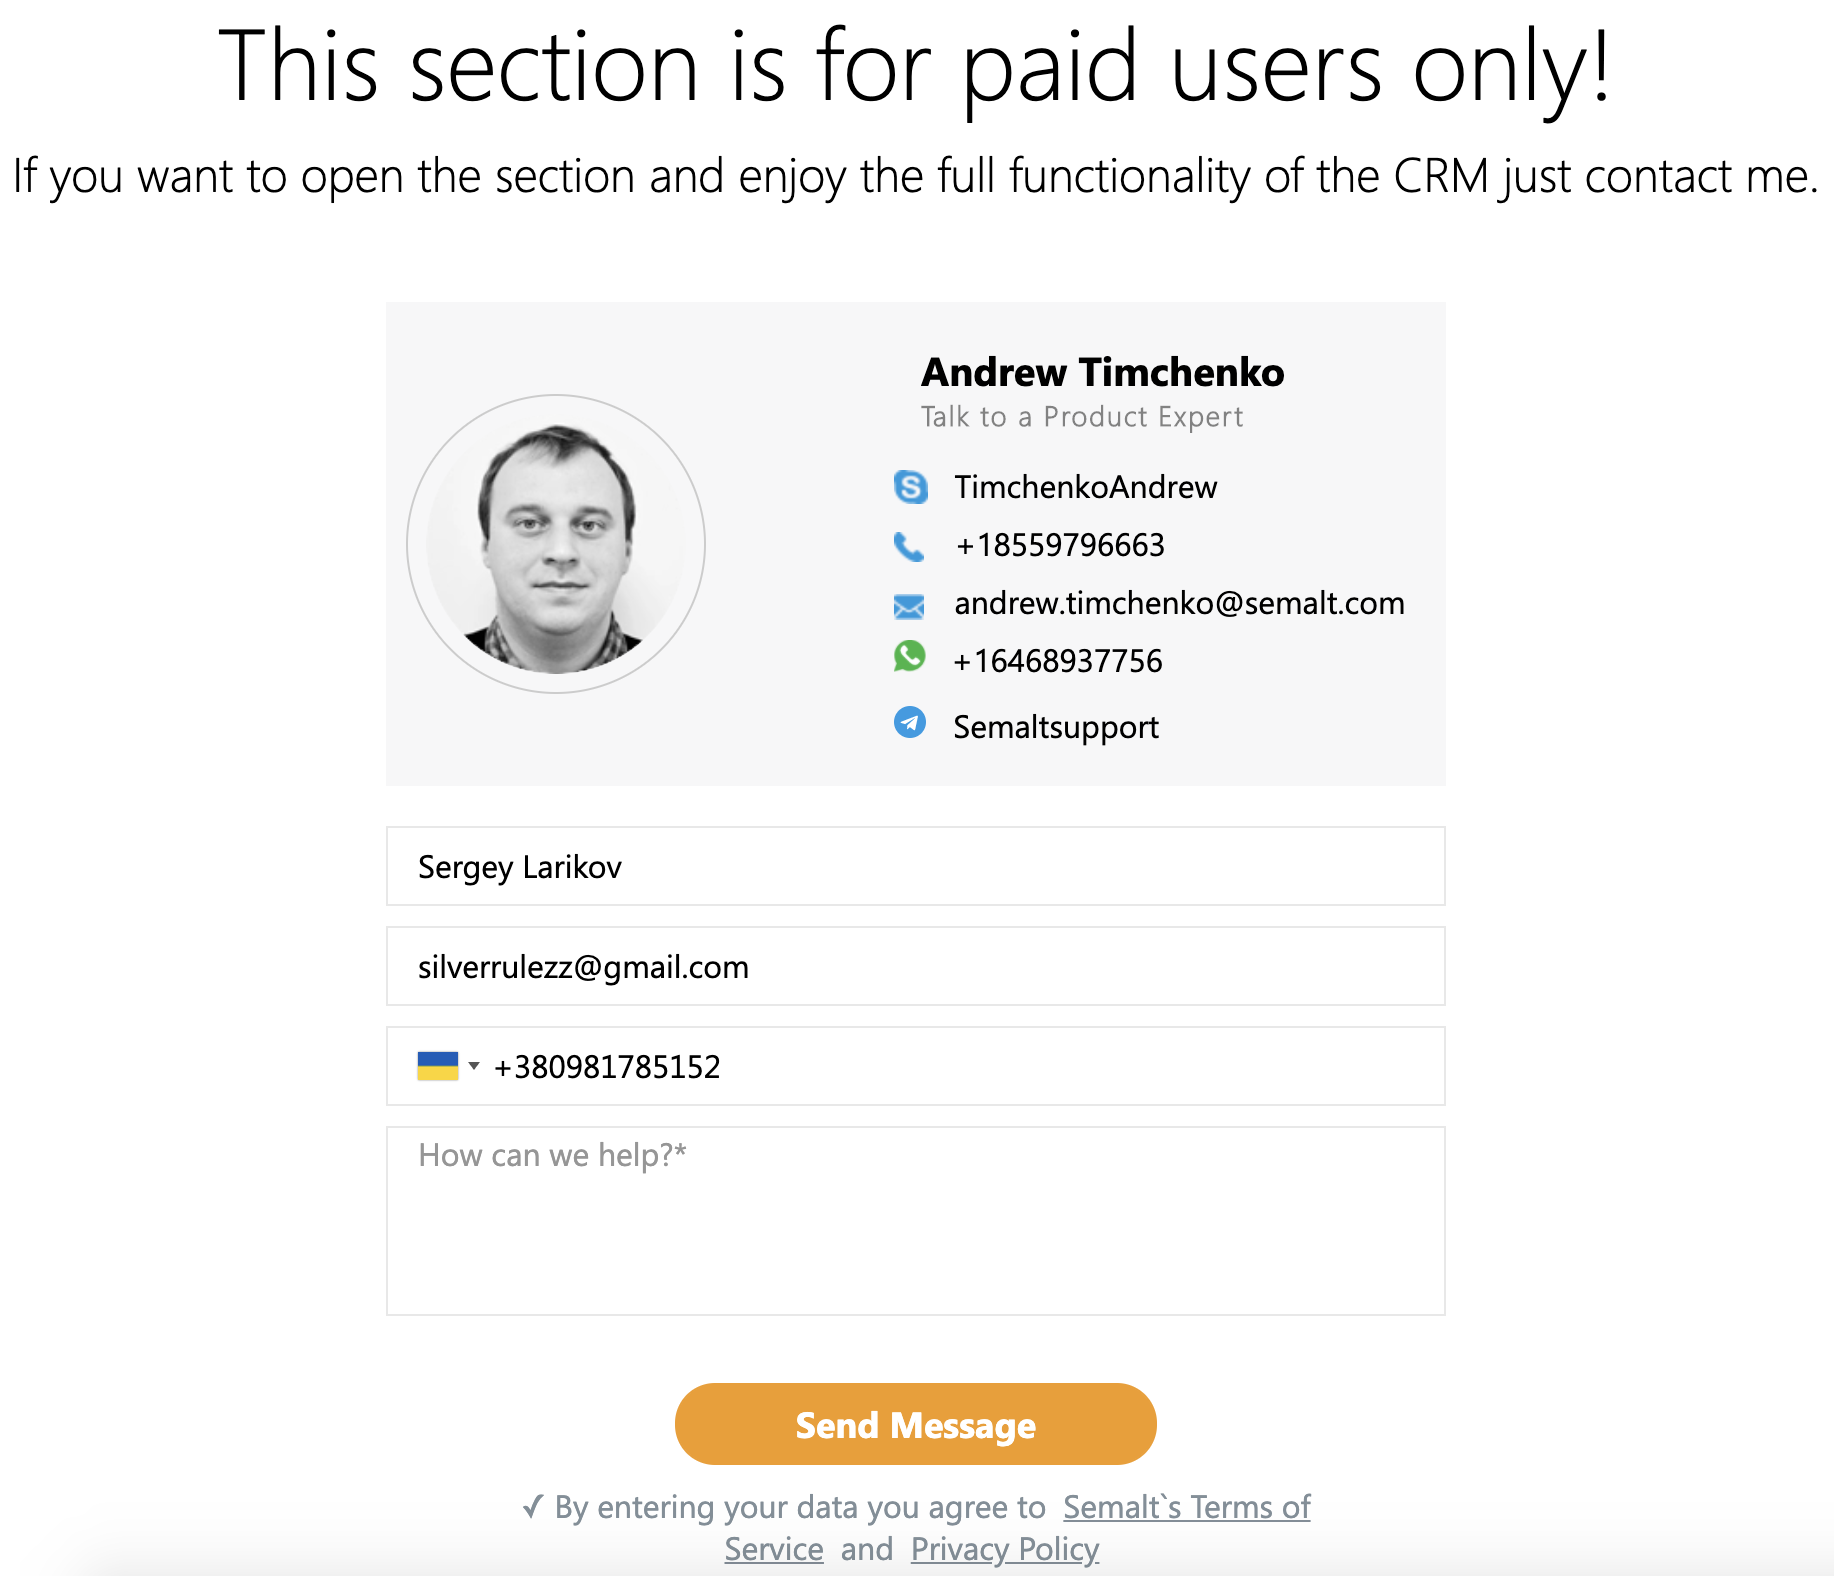 This section is for paid users only!
If you want to open the section and enjoy the full functionality of the CRM just contact me.
Andrew Timchenko
Talk to a Product Expert
TimchenkoAndrew
+18559796663
andrew.timchenko@semalt.com
+16468937756
Semaltsupport
Sergey Larikov
silverrulezz@gmail.com
+380981785152
How can we help?*
Send Message
✓ By entering your data you agree to Semalt`s Terms of
Service and Privacy Policy